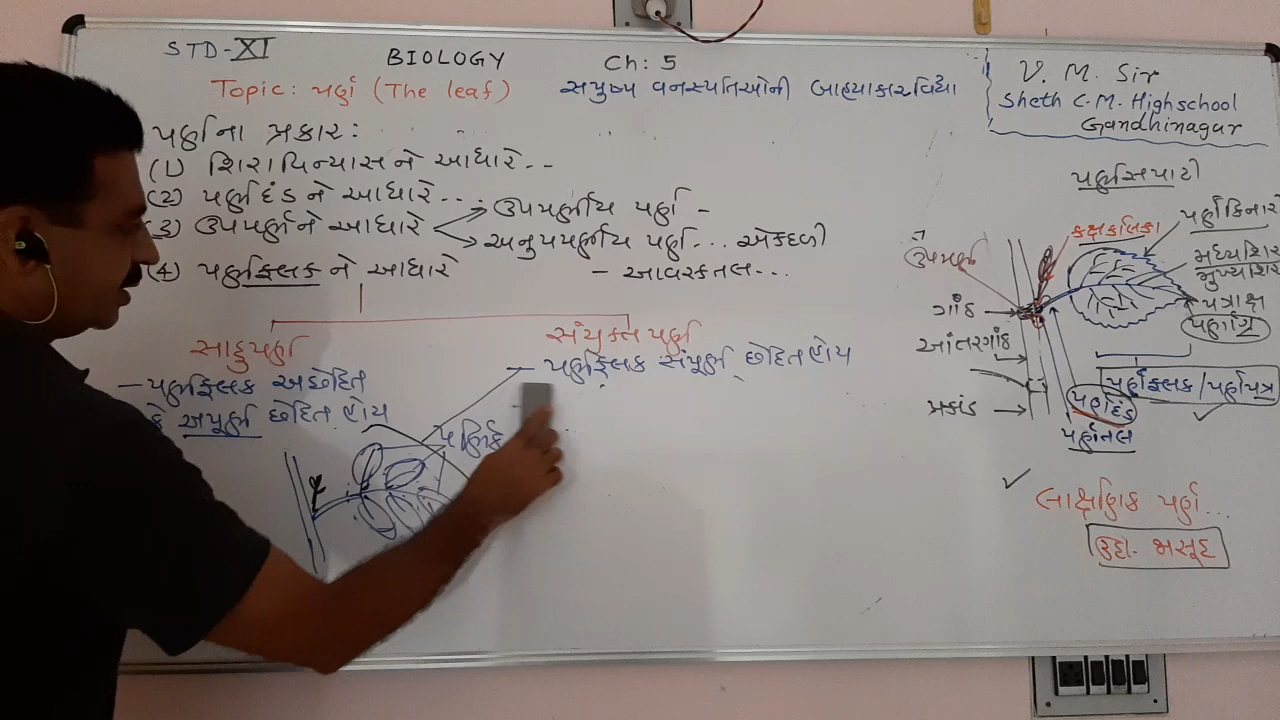 STD-XI BIOLOGY Ch: 5
Topic: પર્ણ (The leaf) સપુષ્પ વનસ્પતિઓની બાહ્યાકારવિદ્યા
V. M. Sir
Sheth C.M. Highschool
Gandhinagar
પર્ણના પ્રકાર:
(1) શિરાવિન્યાસ ને આધારે--
(2) પર્ણદંડ ને આધારે...
(3) ઉપપર્ણને આધારે
ઉપપર્ણીય પર્ણ -
અનુપપર્ણીય પર્ણ... એકદળી
(4) પર્ણફલક ને આધારે
- આવરકતલ...
સાદુપર્ણ
- પર્ણફલક અછેદિત
કે અપૂર્ણ છેદિત હોય
સંયુક્ત પર્ણ
- પર્ણફલક સંપૂર્ણ છેદિત હોય
પર્ણિકા
પર્ણસપાટી
પર્ણકિનારી
કક્ષકલિકા
ઉપપર્ણ
મધ્યશિરા
મુખ્યશિરા
પત્રાક્ષ
પર્ણાગ્ર
ગાંઠ
આંતરગાંઠ
પ્રકાંડ
પર્ણફલક/પર્ણપત્ર
પર્ણદંડ
પર્ણતલ
લાક્ષણિક પર્ણ...
ઉદા. જાસૂદ